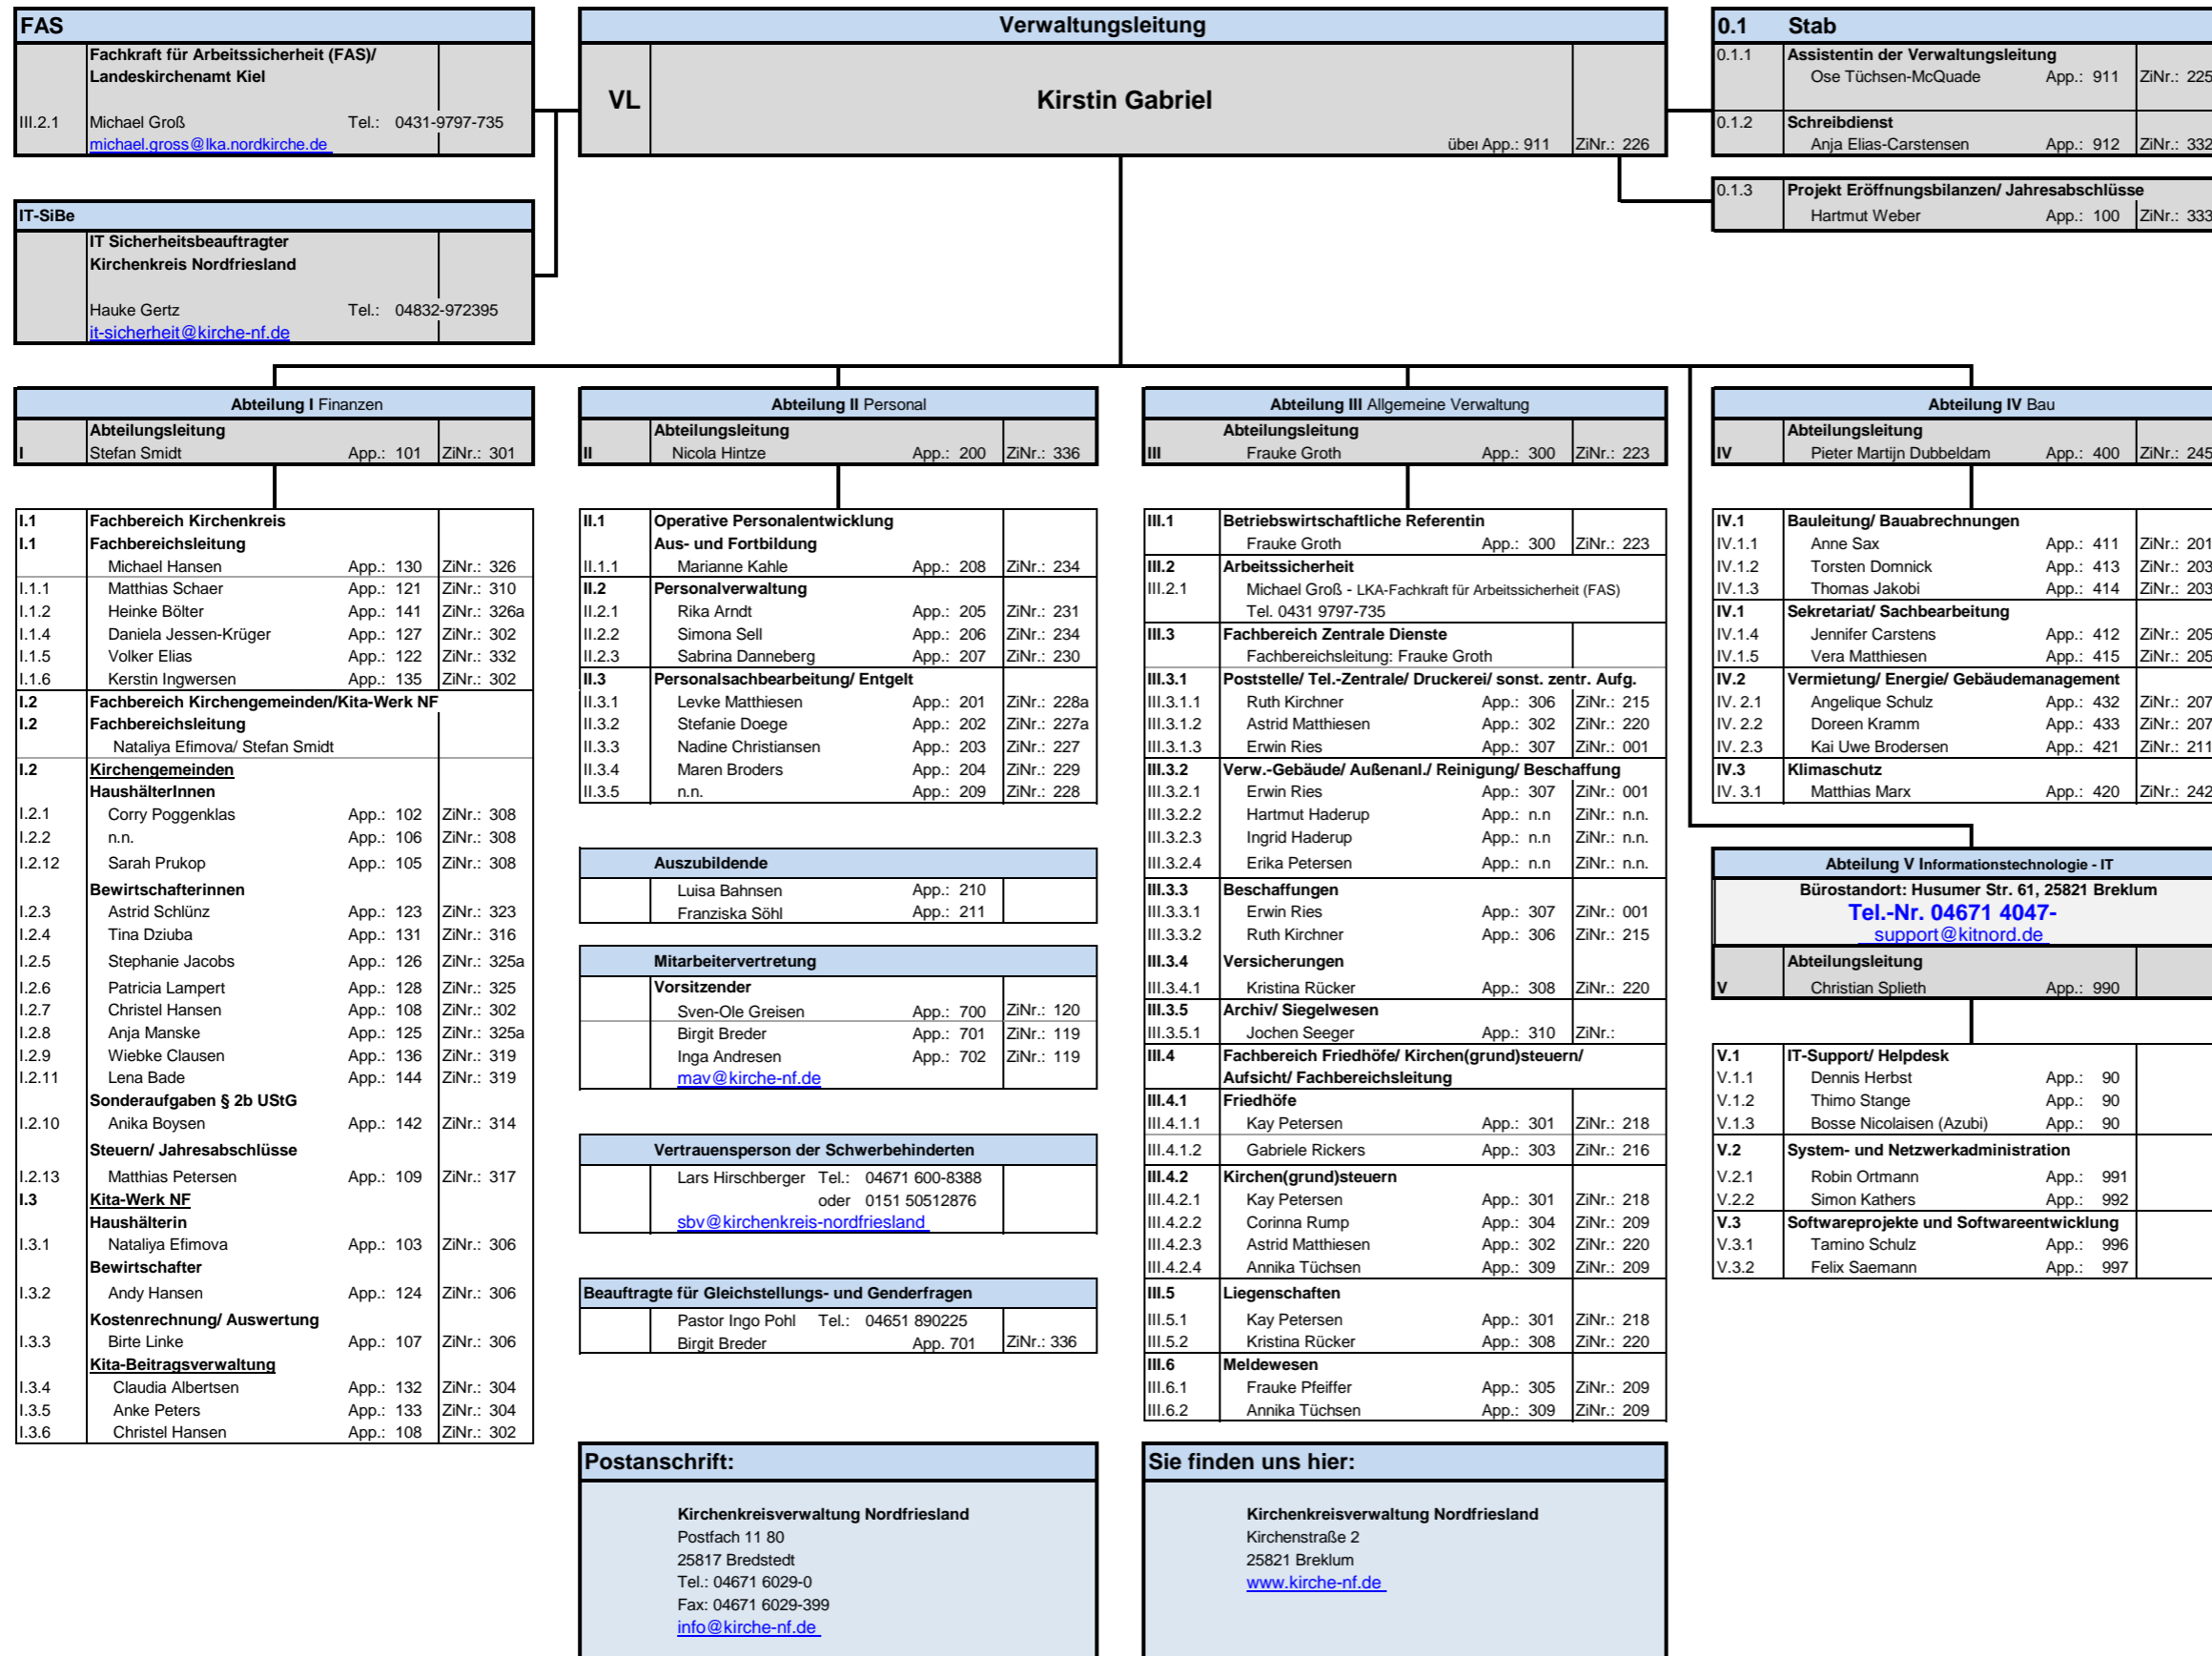 FAS
Fachkraft für Arbeitssicherheit (FAS)/
Landeskirchenamt Kiel
III.2.1 Michael Groß Tel.: 0431-9797-735
michael.gross@lka.nordkirche.de
IT-SiBe
IT Sicherheitsbeauftragter
Kirchenkreis Nordfriesland
Hauke Gertz Tel.: 04832-972395
it-sicherheit@kirche-nf.de
Verwaltungsleitung
VL Kirstin Gabriel
über App.: 911 ZiNr.: 226
0.1 Stab
0.1.1 Assistentin der Verwaltungsleitung
Ose Tüchsen-McQuade App.: 911 ZiNr.: 225
0.1.2 Schreibdienst
Anja Elias-Carstensen App.: 912 ZiNr.: 332
0.1.3 Projekt Eröffnungsbilanzen/ Jahresabschlüsse
Hartmut Weber App.: 100 ZiNr.: 333
Abteilung I Finanzen
Abteilungsleitung
I Stefan Smidt App.: 101 ZiNr.: 301
I.1 Fachbereich Kirchenkreis
I.1 Fachbereichsleitung
Michael Hansen App.: 130 ZiNr.: 326
I.1.1 Matthias Schaer App.: 121 ZiNr.: 310
I.1.2 Heinke Bölter App.: 141 ZiNr.: 326a
I.1.4 Daniela Jessen-Krüger App.: 127 ZiNr.: 302
I.1.5 Volker Elias App.: 122 ZiNr.: 332
I.1.6 Kerstin Ingwersen App.: 135 ZiNr.: 302
I.2 Fachbereich Kirchengemeinden/Kita-Werk NF
I.2 Fachbereichsleitung
Nataliya Efimova/ Stefan Smidt
I.2 Kirchengemeinden
HaushälterInnen
I.2.1 Corry Poggenklas App.: 102 ZiNr.: 308
I.2.2 n.n. App.: 106 ZiNr.: 308
I.2.12 Sarah Prukop App.: 105 ZiNr.: 308
Bewirtschafterinnen
I.2.3 Astrid Schlünz App.: 123 ZiNr.: 323
I.2.4 Tina Dziuba App.: 131 ZiNr.: 316
I.2.5 Stephanie Jacobs App.: 126 ZiNr.: 325a
I.2.6 Patricia Lampert App.: 128 ZiNr.: 325
I.2.7 Christel Hansen App.: 108 ZiNr.: 302
I.2.8 Anja Manske App.: 125 ZiNr.: 325a
I.2.9 Wiebke Clausen App.: 136 ZiNr.: 319
I.2.11 Lena Bade App.: 144 ZiNr.: 319
Sonderaufgaben § 2b UStG
I.2.10 Anika Boysen App.: 142 ZiNr.: 314
Steuern/ Jahresabschlüsse
I.2.13 Matthias Petersen App.: 109 ZiNr.: 317
I.3 Kita-Werk NF
Haushälterin
I.3.1 Nataliya Efimova App.: 103 ZiNr.: 306
Bewirtschafter
I.3.2 Andy Hansen App.: 124 ZiNr.: 306
Kostenrechnung/ Auswertung
I.3.3 Birte Linke App.: 107 ZiNr.: 306
Kita-Beitragsverwaltung
I.3.4 Claudia Albertsen App.: 132 ZiNr.: 304
I.3.5 Anke Peters App.: 133 ZiNr.: 304
I.3.6 Christel Hansen App.: 108 ZiNr.: 302
Abteilung II Personal
Abteilungsleitung
II Nicola Hintze App.: 200 ZiNr.: 336
II.1 Operative Personalentwicklung
Aus- und Fortbildung
II.1.1 Marianne Kahle App.: 208 ZiNr.: 234
II.2 Personalverwaltung
II.2.1 Rika Arndt App.: 205 ZiNr.: 231
II.2.2 Simona Sell App.: 206 ZiNr.: 234
II.2.3 Sabrina Danneberg App.: 207 ZiNr.: 230
II.3 Personalsachbearbeitung/ Entgelt
II.3.1 Levke Matthiesen App.: 201 ZiNr.: 228a
II.3.2 Stefanie Doege App.: 202 ZiNr.: 227a
II.3.3 Nadine Christiansen App.: 203 ZiNr.: 227
II.3.4 Maren Broders App.: 204 ZiNr.: 229
II.3.5 n.n. App.: 209 ZiNr.: 228
Auszubildende
Luisa Bahnsen App.: 210
Franziska Söhl App.: 211
Mitarbeitervertretung
Vorsitzender
Sven-Ole Greisen App.: 700 ZiNr.: 120
Birgit Breder App.: 701 ZiNr.: 119
Inga Andresen App.: 702 ZiNr.: 119
mav@kirche-nf.de
Vertrauensperson der Schwerbehinderten
Lars Hirschberger Tel.: 04671 600-8388
oder 0151 50512876
sbv@kirchenkreis-nordfriesland
Beauftragte für Gleichstellungs- und Genderfragen
Pastor Ingo Pohl Tel.: 04651 890225
Birgit Breder App. 701 ZiNr.: 336
Abteilung III Allgemeine Verwaltung
Abteilungsleitung
III Frauke Groth App.: 300 ZiNr.: 223
III.1 Betriebswirtschaftliche Referentin
Frauke Groth App.: 300 ZiNr.: 223
III.2 Arbeitssicherheit
III.2.1 Michael Groß - LKA-Fachkraft für Arbeitssicherheit (FAS)
Tel. 0431 9797-735
III.3 Fachbereich Zentrale Dienste
Fachbereichsleitung: Frauke Groth
III.3.1 Poststelle/ Tel.-Zentrale/ Druckerei/ sonst. zentr. Aufg.
III.3.1.1 Ruth Kirchner App.: 306 ZiNr.: 215
III.3.1.2 Astrid Matthiesen App.: 302 ZiNr.: 220
III.3.1.3 Erwin Ries App.: 307 ZiNr.: 001
III.3.2 Verw.-Gebäude/ Außenanl./ Reinigung/ Beschaffung
III.3.2.1 Erwin Ries App.: 307 ZiNr.: 001
III.3.2.2 Hartmut Haderup App.: n.n ZiNr.: n.n.
III.3.2.3 Ingrid Haderup App.: n.n ZiNr.: n.n.
III.3.2.4 Erika Petersen App.: n.n ZiNr.: n.n.
III.3.3 Beschaffungen
III.3.3.1 Erwin Ries App.: 307 ZiNr.: 001
III.3.3.2 Ruth Kirchner App.: 306 ZiNr.: 215
III.3.4 Versicherungen
III.3.4.1 Kristina Rücker App.: 308 ZiNr.: 220
III.3.5 Archiv/ Siegelwesen
III.3.5.1 Jochen Seeger App.: 310 ZiNr.:
III.4 Fachbereich Friedhöfe/ Kirchen(grund)steuern/
Aufsicht/ Fachbereichsleitung
III.4.1 Friedhöfe
III.4.1.1 Kay Petersen App.: 301 ZiNr.: 218
III.4.1.2 Gabriele Rickers App.: 303 ZiNr.: 216
III.4.2 Kirchen(grund)steuern
III.4.2.1 Kay Petersen App.: 301 ZiNr.: 218
III.4.2.2 Corinna Rump App.: 304 ZiNr.: 209
III.4.2.3 Astrid Matthiesen App.: 302 ZiNr.: 220
III.4.2.4 Annika Tüchsen App.: 309 ZiNr.: 209
III.5 Liegenschaften
III.5.1 Kay Petersen App.: 301 ZiNr.: 218
III.5.2 Kristina Rücker App.: 308 ZiNr.: 220
III.6 Meldewesen
III.6.1 Frauke Pfeiffer App.: 305 ZiNr.: 209
III.6.2 Annika Tüchsen App.: 309 ZiNr.: 209
Abteilung IV Bau
Abteilungsleitung
IV Pieter Martijn Dubbeldam App.: 400 ZiNr.: 245
IV.1 Bauleitung/ Bauabrechnungen
IV.1.1 Anne Sax App.: 411 ZiNr.: 201
IV.1.2 Torsten Domnick App.: 413 ZiNr.: 203
IV.1.3 Thomas Jakobi App.: 414 ZiNr.: 203
IV.1 Sekretariat/ Sachbearbeitung
IV.1.4 Jennifer Carstens App.: 412 ZiNr.: 205
IV.1.5 Vera Matthiesen App.: 415 ZiNr.: 205
IV.2 Vermietung/ Energie/ Gebäudemanagement
IV. 2.1 Angelique Schulz App.: 432 ZiNr.: 207
IV. 2.2 Doreen Kramm App.: 433 ZiNr.: 207
IV. 2.3 Kai Uwe Brodersen App.: 421 ZiNr.: 211
IV.3 Klimaschutz
IV. 3.1 Matthias Marx App.: 420 ZiNr.: 242
Abteilung V Informationstechnologie - IT
Bürostandort: Husumer Str. 61, 25821 Breklum
Tel.-Nr. 04671 4047-
support@kitnord.de
Abteilungsleitung
V Christian Splieth App.: 990
V.1 IT-Support/ Helpdesk
V.1.1 Dennis Herbst App.: 90
V.1.2 Thimo Stange App.: 90
V.1.3 Bosse Nicolaisen (Azubi) App.: 90
V.2 System- und Netzwerkadministration
V.2.1 Robin Ortmann App.: 991
V.2.2 Simon Kathers App.: 992
V.3 Softwareprojekte und Softwareentwicklung
V.3.1 Tamino Schulz App.: 996
V.3.2 Felix Saemann App.: 997
Postanschrift:
Kirchenkreisverwaltung Nordfriesland
Postfach 11 80
25817 Bredstedt
Tel.: 04671 6029-0
Fax: 04671 6029-399
info@kirche-nf.de
Sie finden uns hier:
Kirchenkreisverwaltung Nordfriesland
Kirchenstraße 2
25821 Breklum
www.kirche-nf.de